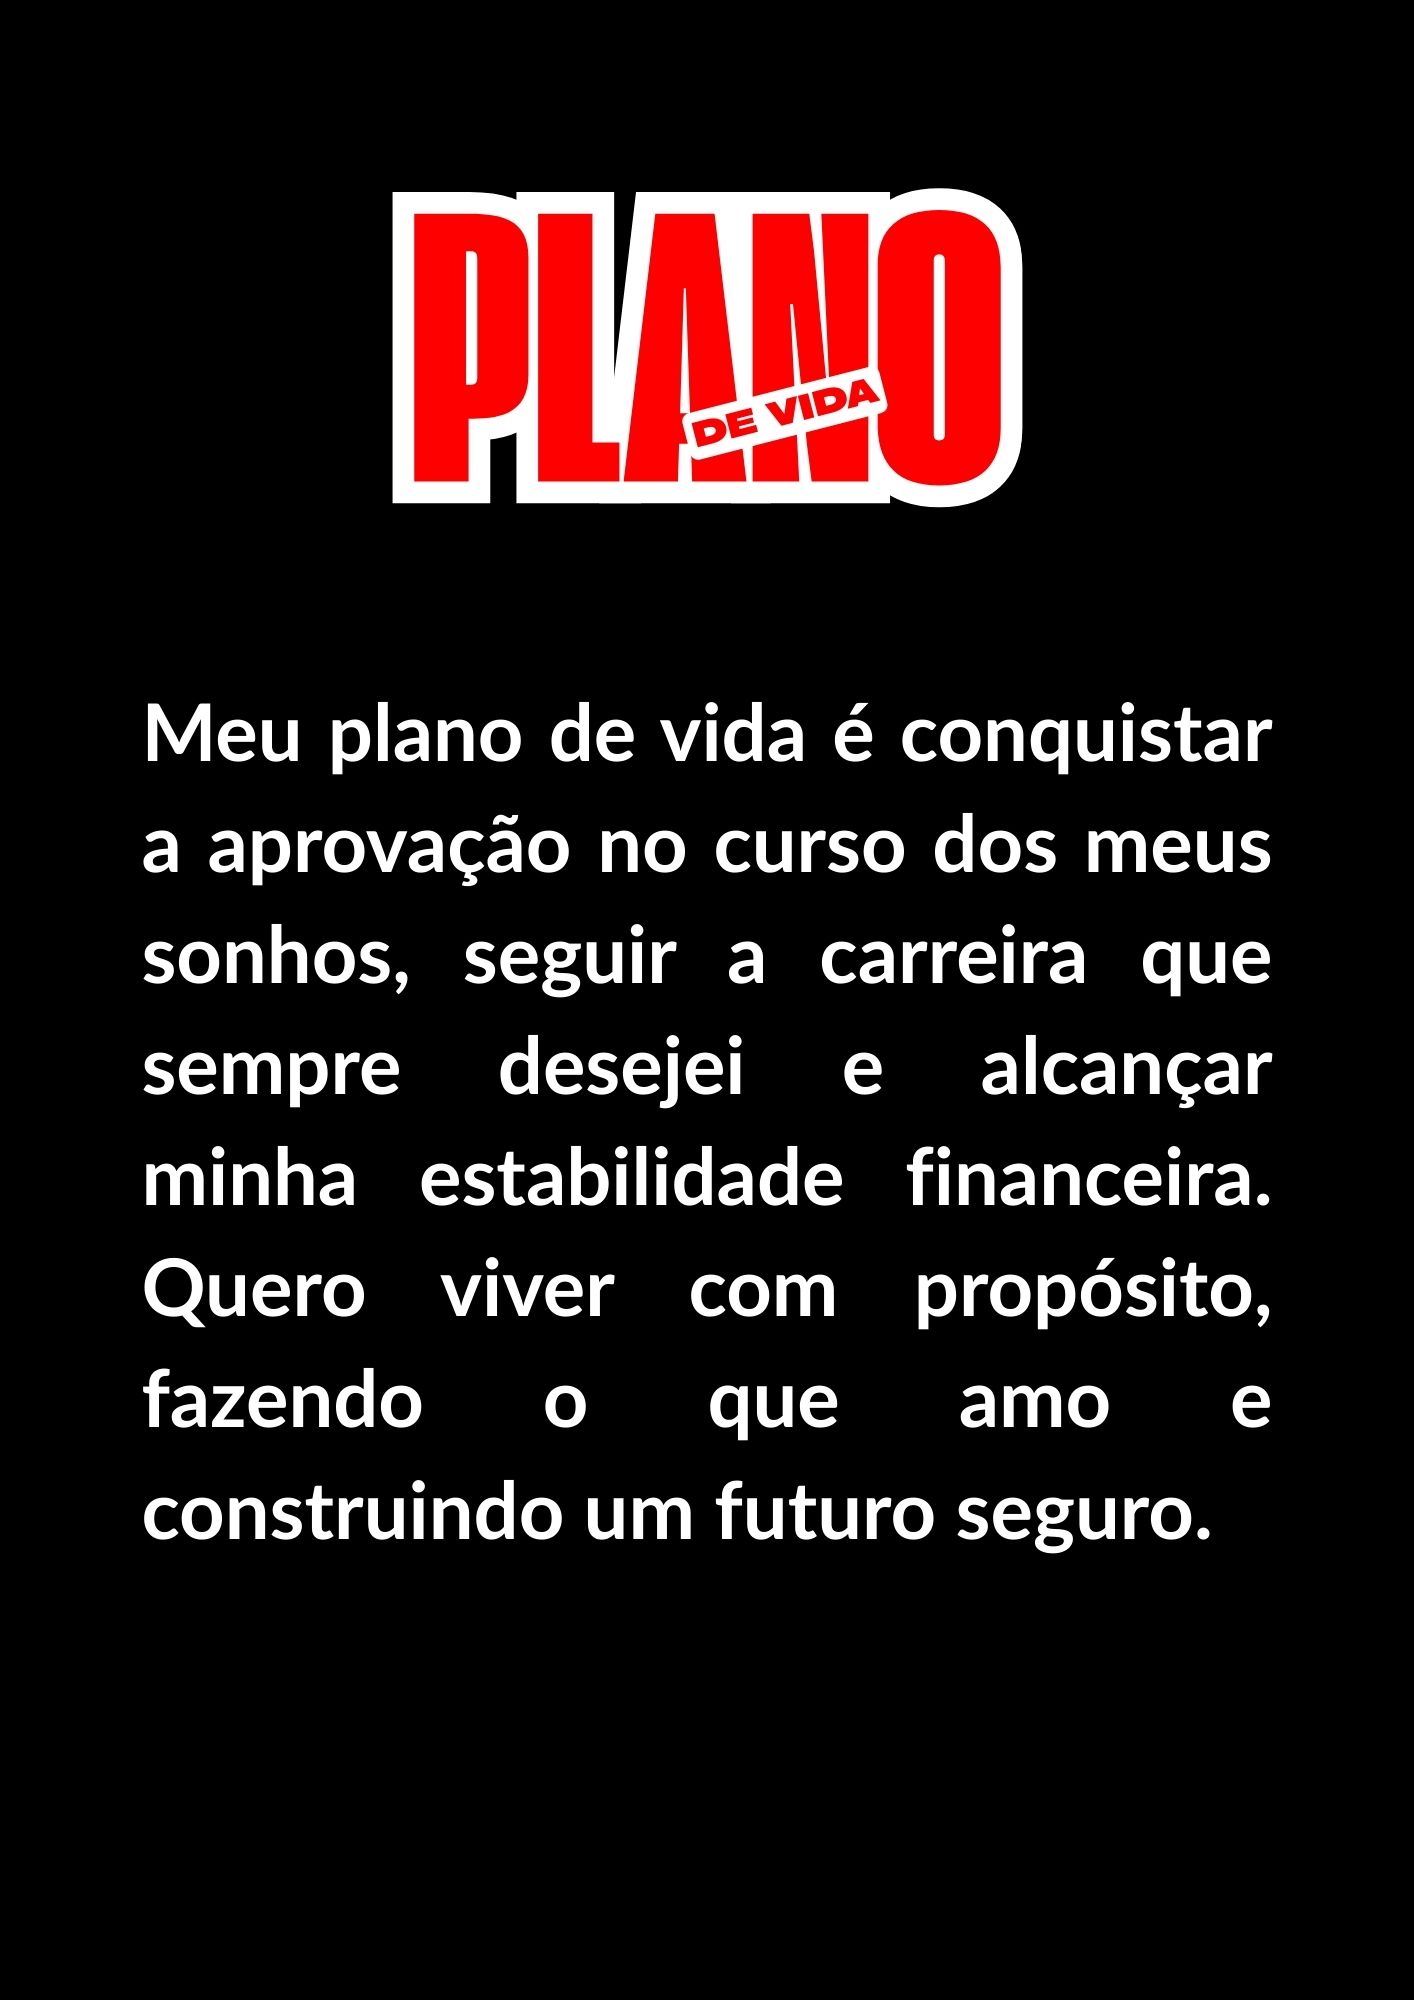 PLANO
DE VIDA
Meu plano de vida é conquistar
a aprovação no curso dos meus
sonhos, seguir a carreira que
sempre desejei e alcançar
minha estabilidade financeira.
Quero viver com propósito,
fazendo o que amo e
construindo um futuro seguro.